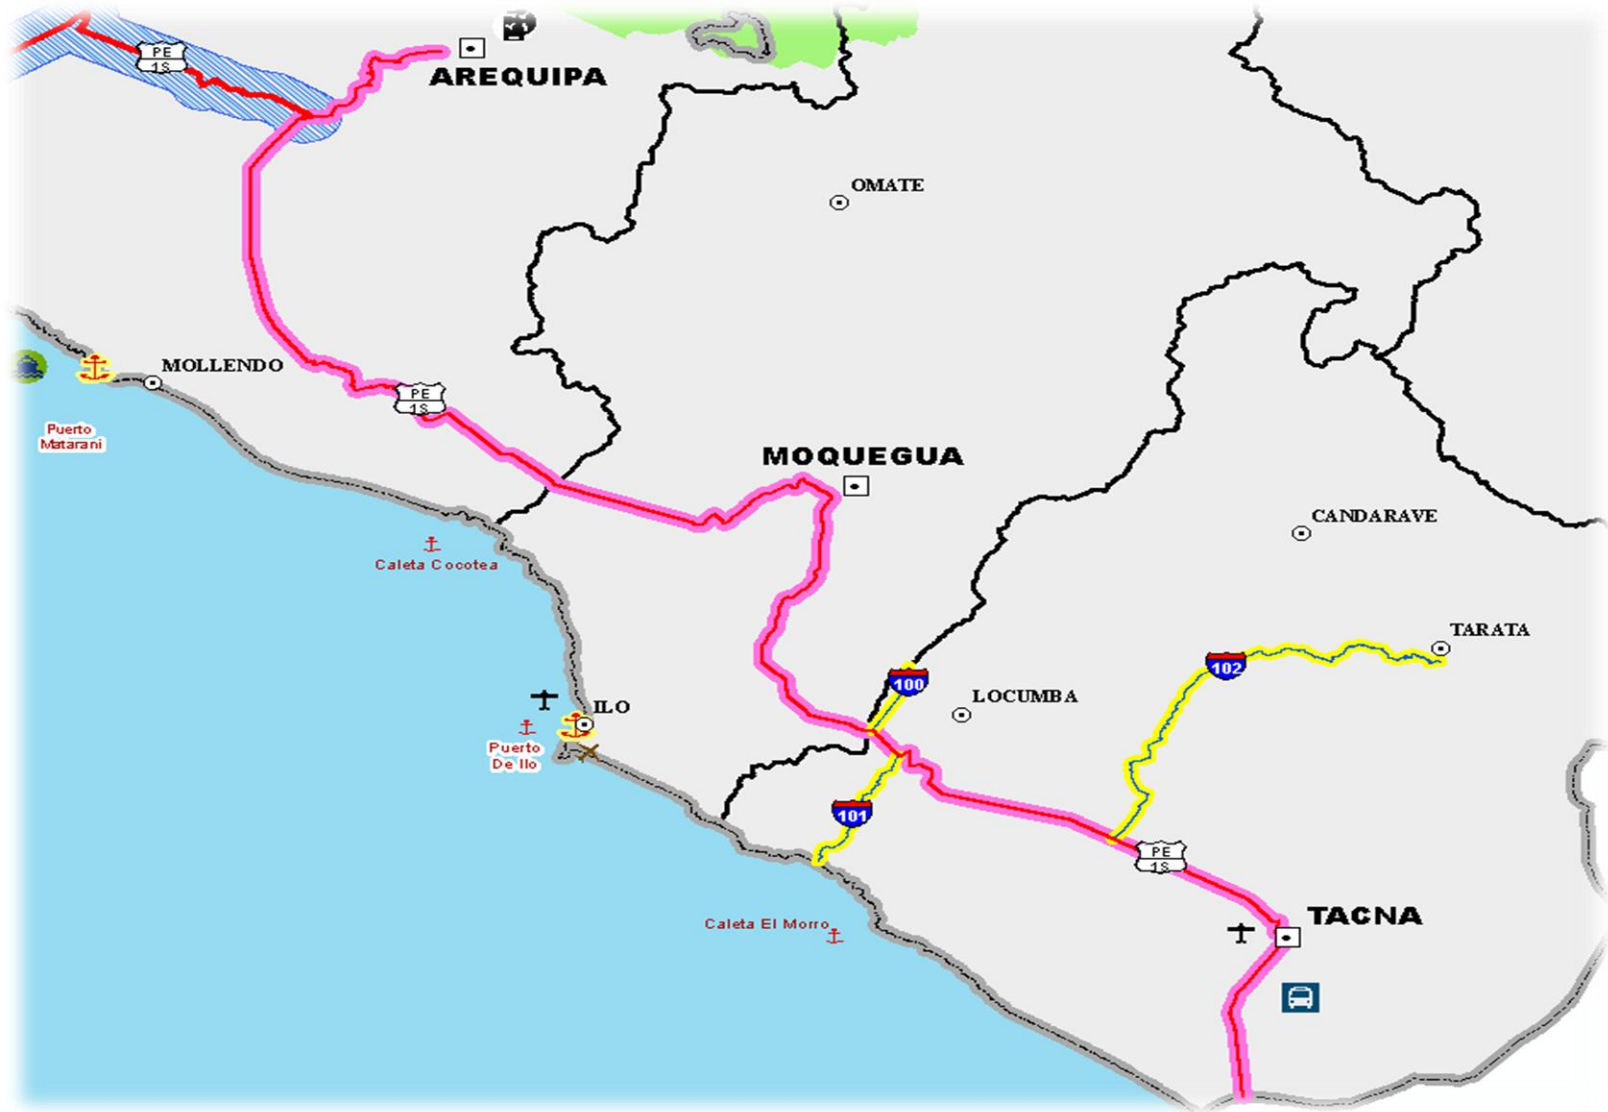 PE
1S
AREQUIPA
OMATE
MOLLENDO
PE
1S
Puerto
Matarani
MOQUEGUA
CANDARAVE
Caleta Cocotea
TARATA
102
100
LOCUMBA
ILO
Puerto
De Ilo
101
PE
1S
TACNA
Caleta El Morro